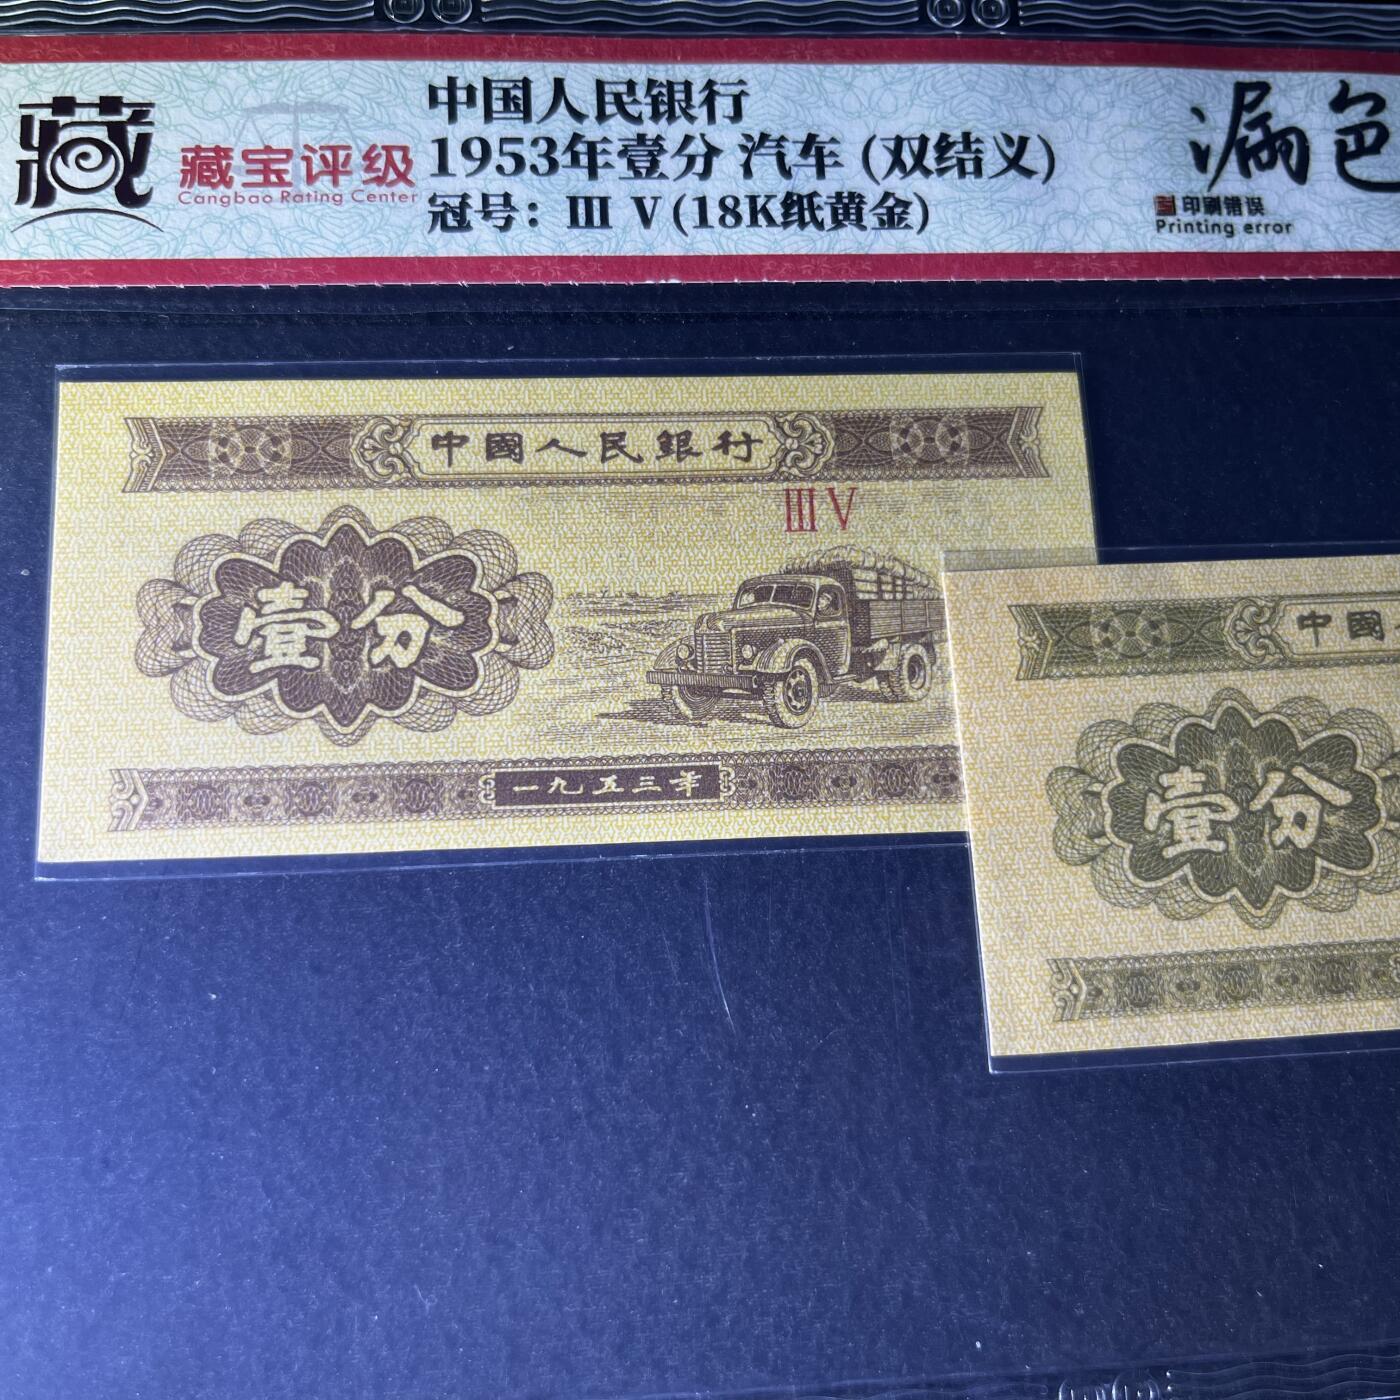 藏
藏宝评级
Cangbao Rating Center
中国人民银行
1953年壹分 汽车 (双结义)
冠号：Ⅲ Ⅴ(18K纸黄金)
漏色
印刷错误
Printing error
中國人民銀行
ⅢⅤ
壹分
一九五三年
中國
壹分